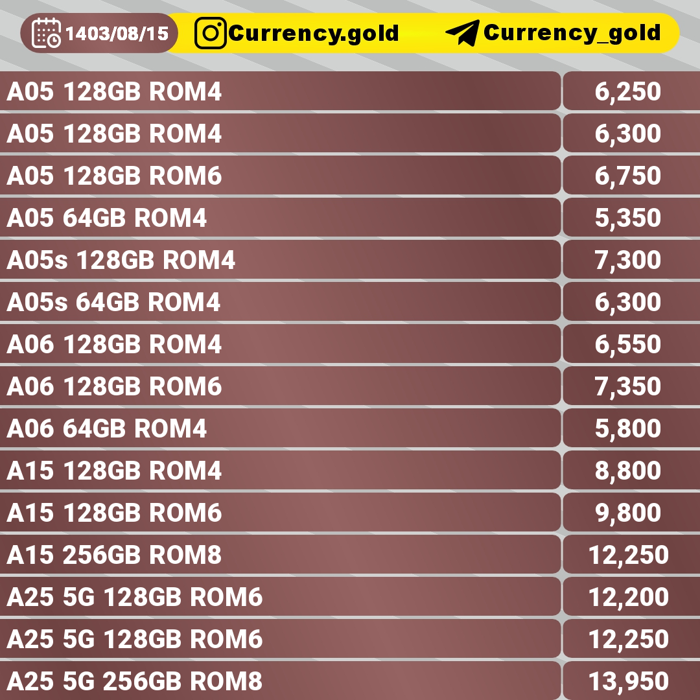 1403/08/15 Currency.gold Currency_gold
A05 128GB ROM4 6,250
A05 128GB ROM4 6,300
A05 128GB ROM6 6,750
A05 64GB ROM4 5,350
A05s 128GB ROM4 7,300
A05s 64GB ROM4 6,300
A06 128GB ROM4 6,550
A06 128GB ROM6 7,350
A06 64GB ROM4 5,800
A15 128GB ROM4 8,800
A15 128GB ROM6 9,800
A15 256GB ROM8 12,250
A25 5G 128GB ROM6 12,200
A25 5G 128GB ROM6 12,250
A25 5G 256GB ROM8 13,950